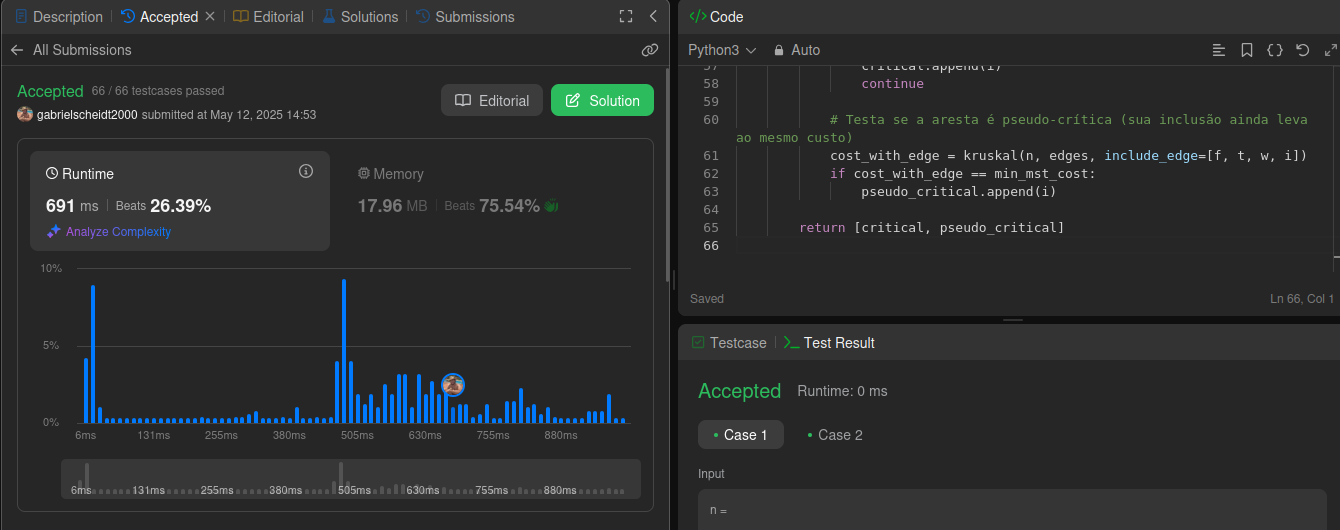 Description
Accepted
Editorial
Solutions
Submissions
All Submissions
Accepted 66 / 66 testcases passed
gabrielscheidt2000 submitted at May 12, 2025 14:53
Editorial
Solution
Runtime
691 ms | Beats 26.39%
Analyze Complexity
Memory
17.96 MB | Beats 75.54%
10%
5%
0%
6ms 131ms 255ms 380ms 505ms 630ms 755ms 880ms
6ms 131ms 255ms 380ms 505ms 630ms 755ms 880ms
</> Code
Python3 Auto
57 critical.append(i)
58 continue
59
60 # Testa se a aresta é pseudo-crítica (sua inclusão ainda leva
ao mesmo custo)
61 cost_with_edge = kruskal(n, edges, include_edge=[f, t, w, i])
62 if cost_with_edge == min_mst_cost:
63 pseudo_critical.append(i)
64
65 return [critical, pseudo_critical]
66
Saved
Ln 66, Col 1
Testcase
Test Result
Accepted Runtime: 0 ms
• Case 1
• Case 2
Input
n =